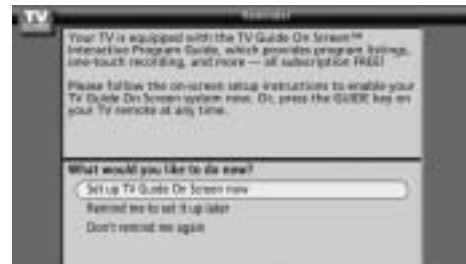 TV
Reminder
Your TV is equipped with the TV Guide On Screen™
Interactive Program Guide, which provides program listings,
one-touch recording, and more — all subscription FREE!
Please follow the on-screen setup instructions to enable your
TV Guide On Screen system now. Or, press the GUIDE key on
your TV remote at any time.
What would you like to do now?
Set up TV Guide On Screen now
Remind me to set it up later
Don't remind me again